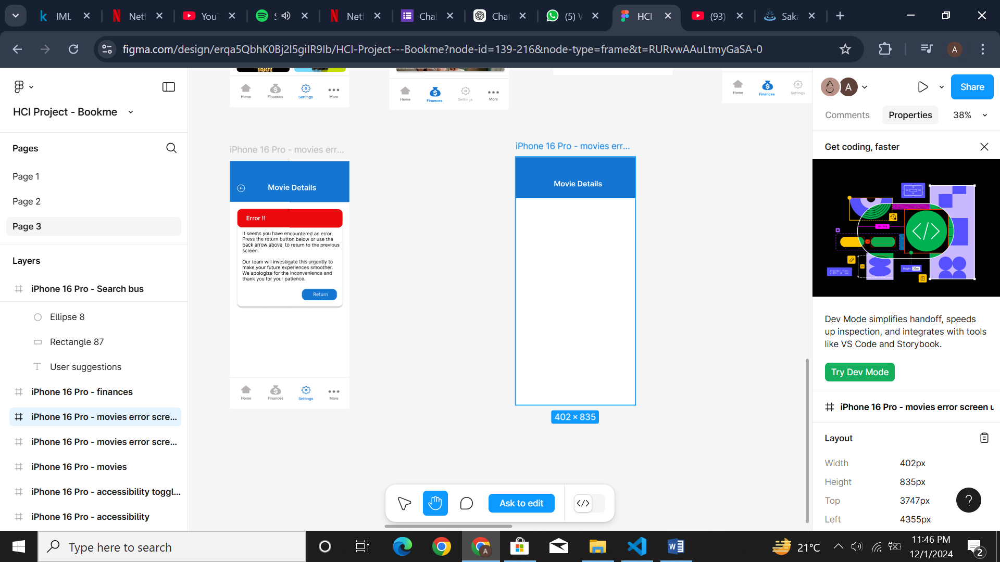 IML
Netf
You
Netf
Cha
Cha
(5) W
HCI
(93)
Saka
figma.com/design/erqa5QbhK0Bj2l5giIR9Ib/HCI-Project---Bookme?node-id=139-216&node-type=frame&t=RURvwAAuLtmyGaSA-0
A
HCI Project - Bookme
Pages
Page 1
Page 2
Page 3
Layers
iPhone 16 Pro - Search bus
Ellipse 8
Rectangle 87
User suggestions
iPhone 16 Pro - finances
iPhone 16 Pro - movies error scre...
iPhone 16 Pro - movies error scre...
iPhone 16 Pro - movies
iPhone 16 Pro - accessibility toggl...
iPhone 16 Pro - accessibility
Home Finances Settings More
Home Finances Settings More
Home Finances Settings
iPhone 16 Pro - movies err...
Movie Details
Error !!
It seems you have encountered an error.
Press the return button below or use the
back arrow above to return to the previous
screen.
Our team will investigate this urgently to
make your future experiences smoother.
We apologize for the inconvenience and
thank you for your patience.
Return
Home Finances Settings More
iPhone 16 Pro - movies err...
Movie Details
402 × 835
Ask to edit
A
Share
Comments
Properties
38%
Get coding, faster
Dev Mode simplifies handoff, speeds
up inspection, and integrates with tools
like VS Code and Storybook.
Try Dev Mode
iPhone 16 Pro - movies error screen u
Layout
Width 402px
Height 835px
Top 3747px
Left 4355px
?
Type here to search
A
21°C
11:46 PM
12/1/2024
2